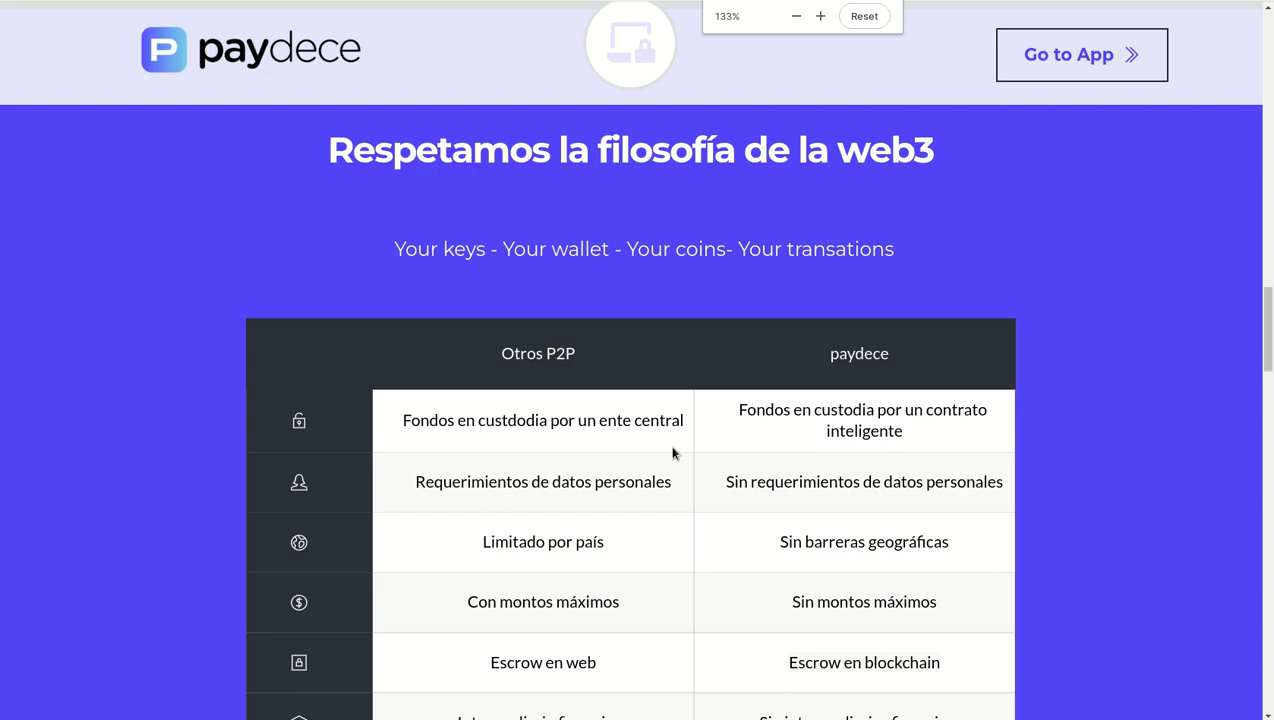 133%
Reset
paydece
Go to App
Respetamos la filosofía de la web3
Your keys - Your wallet - Your coins- Your transations
Otros P2P
paydece
Fondos en custdodia por un ente central
Fondos en custodia por un contrato
inteligente
Requerimientos de datos personales
Sin requerimientos de datos personales
Limitado por país
Sin barreras geográficas
Con montos máximos
Sin montos máximos
Escrow en web
Escrow en blockchain